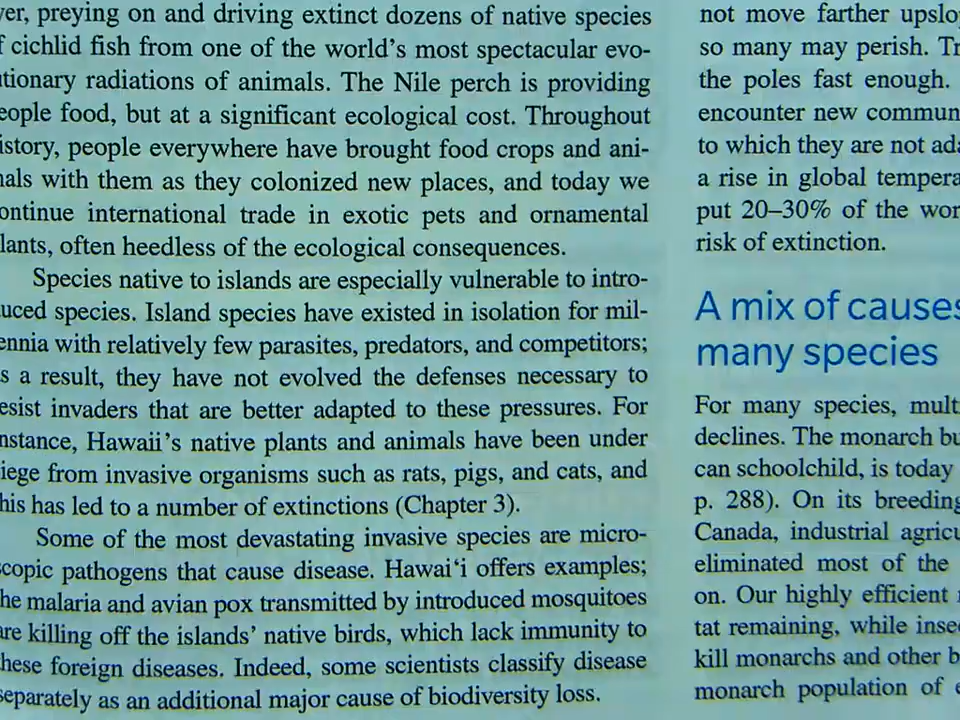 ver, preying on and driving extinct dozens of native species
f cichlid fish from one of the world's most spectacular evo-
utionary radiations of animals. The Nile perch is providing
eople food, but at a significant ecological cost. Throughout
istory, people everywhere have brought food crops and ani-
nals with them as they colonized new places, and today we
ontinue international trade in exotic pets and ornamental
lants, often heedless of the ecological consequences.
Species native to islands are especially vulnerable to intro-
uced species. Island species have existed in isolation for mil-
ennia with relatively few parasites, predators, and competitors;
s a result, they have not evolved the defenses necessary to
esist invaders that are better adapted to these pressures. For
nstance, Hawaii's native plants and animals have been under
iege from invasive organisms such as rats, pigs, and cats, and
his has led to a number of extinctions (Chapter 3).
Some of the most devastating invasive species are micro-
scopic pathogens that cause disease. Hawai‘i offers examples;
he malaria and avian pox transmitted by introduced mosquitoes
are killing off the islands' native birds, which lack immunity to
hese foreign diseases. Indeed, some scientists classify disease
separately as an additional major cause of biodiversity loss.
not move farther upslo
so many may perish. Tr
the poles fast enough.
encounter new commun
to which they are not ada
a rise in global tempera
put 20–30% of the wor
risk of extinction.
A mix of causes
many species
For many species, mult
declines. The monarch bu
can schoolchild, is today
p. 288). On its breeding
Canada, industrial agricu
eliminated most of the
on. Our highly efficient
tat remaining, while insec
kill monarchs and other b
monarch population of e